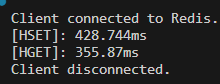 Client connected to Redis.
[HSET]: 428.744ms
[HGET]: 355.87ms
Client disconnected.